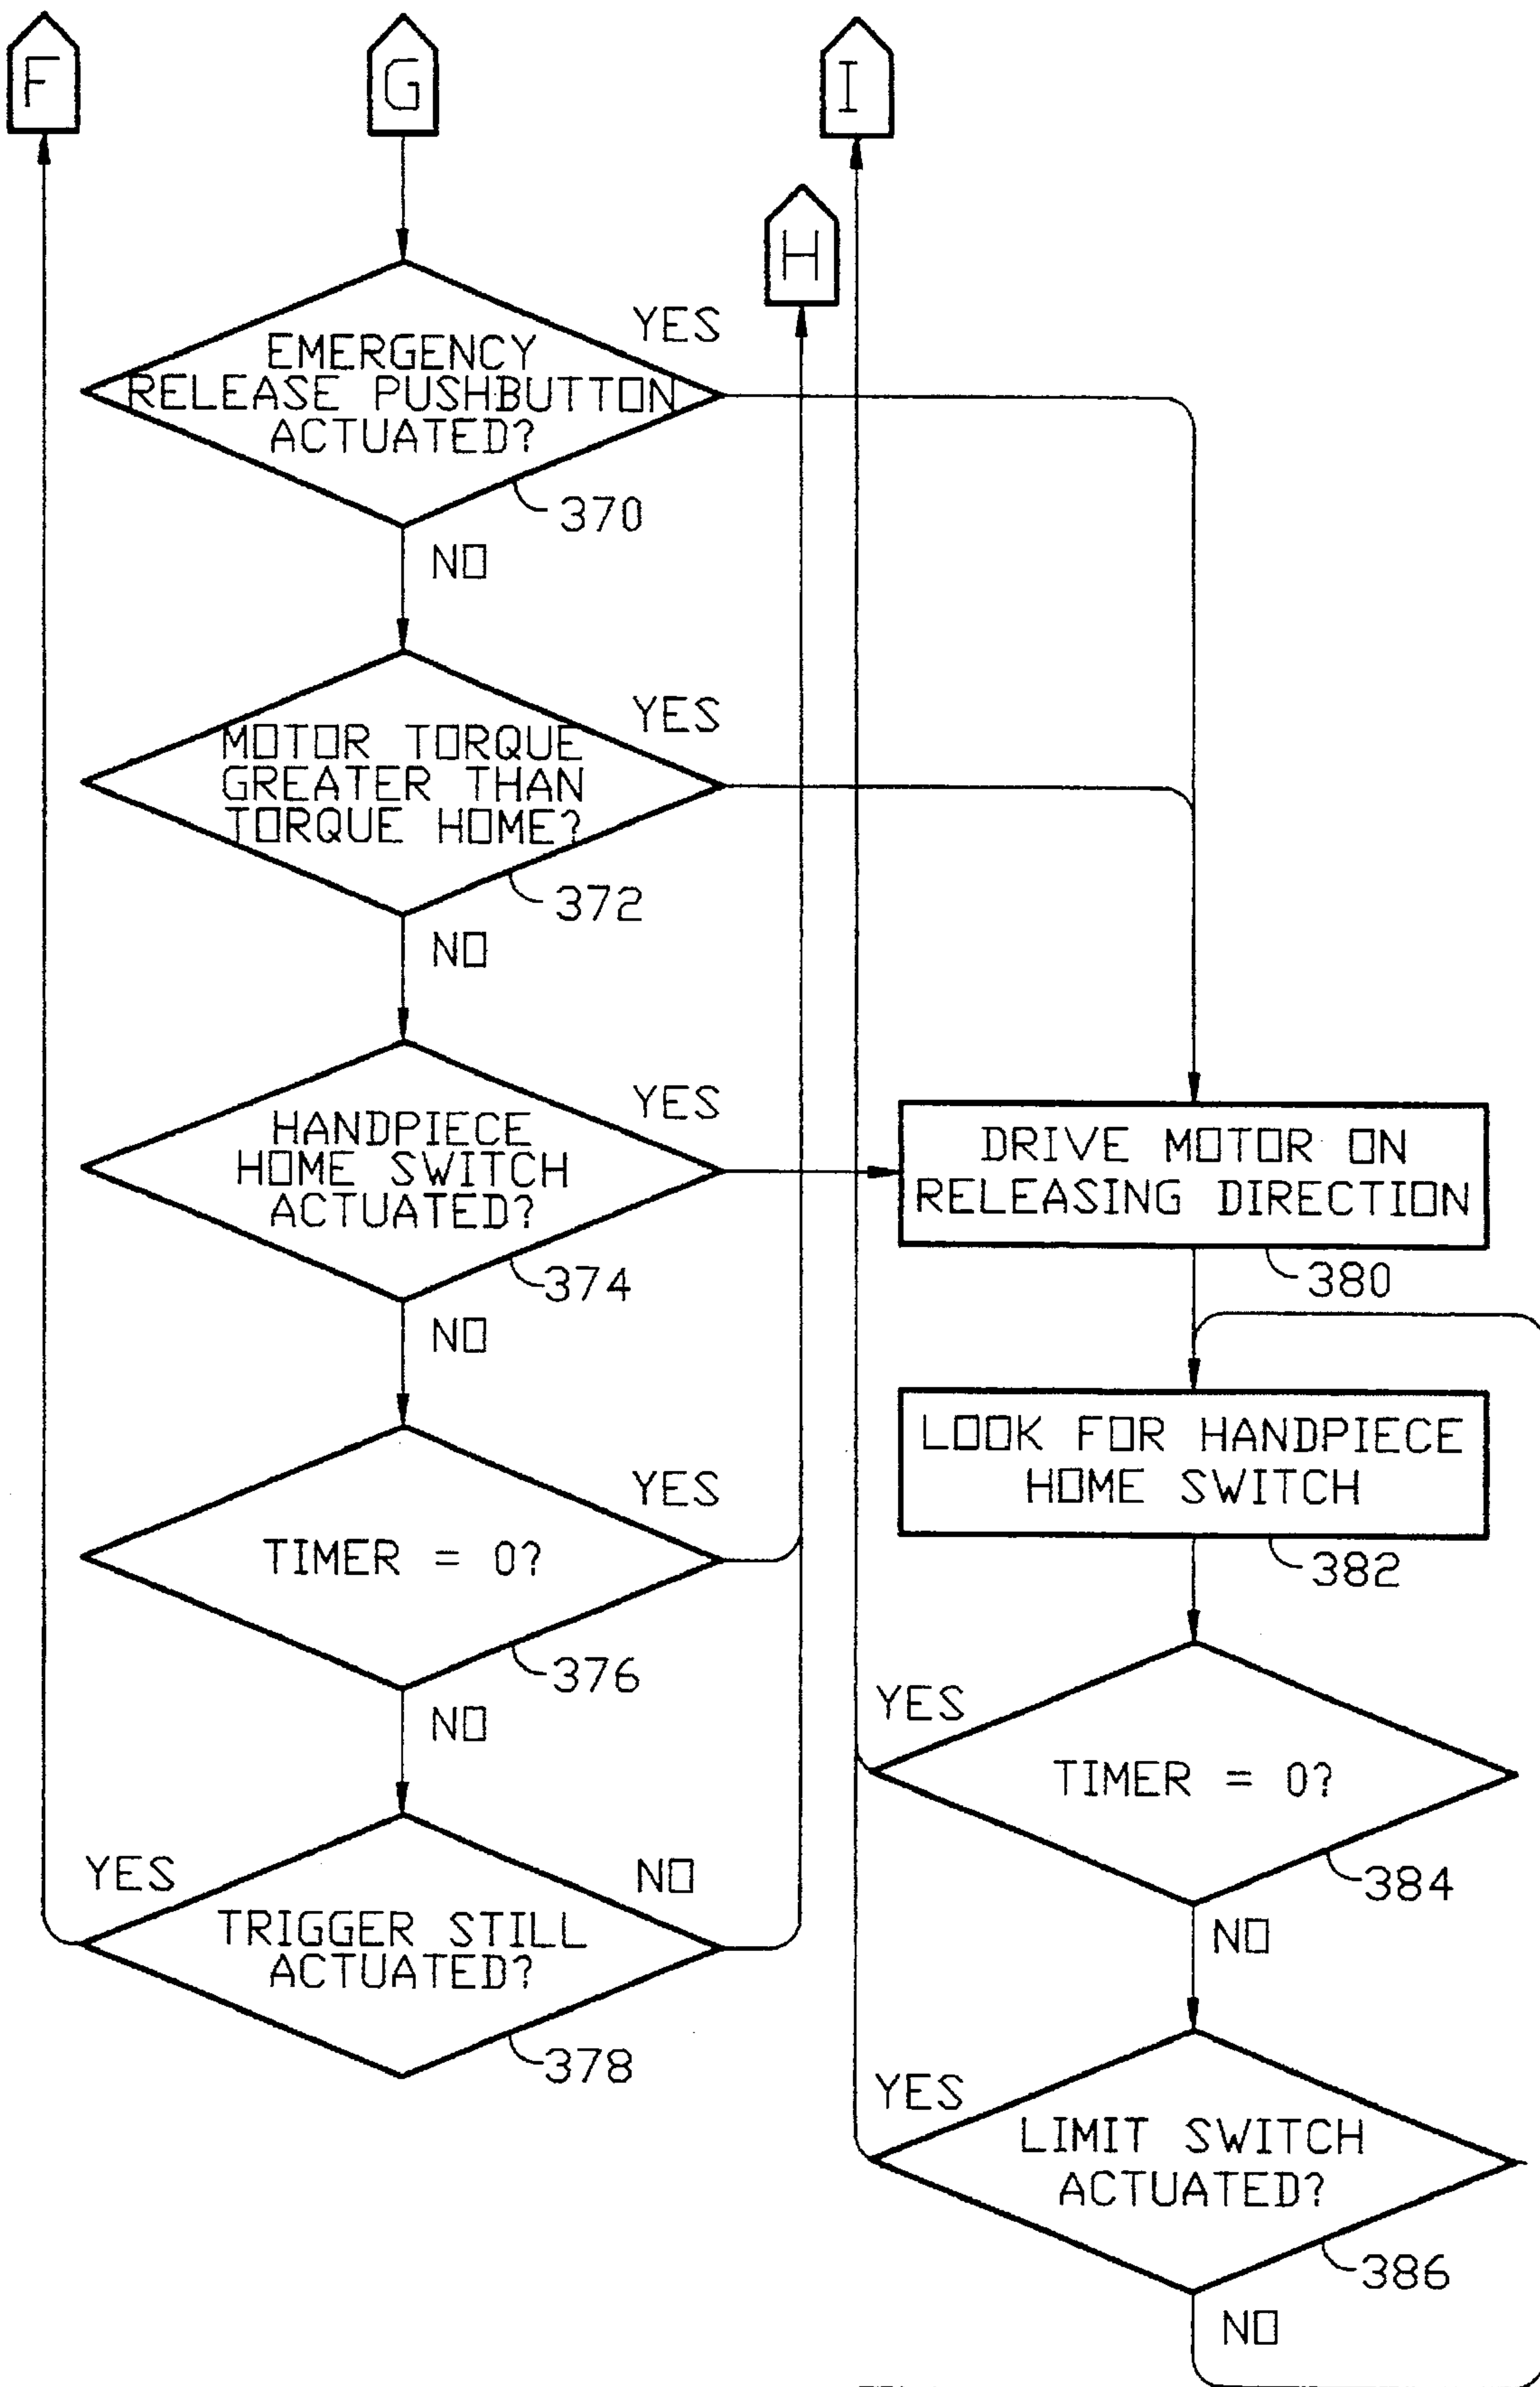 F
G
I
H
EMERGENCY
RELEASE PUSHBUTTON
ACTUATED?
YES
370
NO
MOTOR TORQUE
GREATER THAN
TORQUE HOME?
YES
372
NO
HANDPIECE
HOME SWITCH
ACTUATED?
YES
374
NO
TIMER = 0?
YES
376
NO
TRIGGER STILL
ACTUATED?
YES
NO
378
DRIVE MOTOR ON
RELEASING DIRECTION
380
LOOK FOR HANDPIECE
HOME SWITCH
382
TIMER = 0?
YES
384
NO
LIMIT SWITCH
ACTUATED?
YES
386
NO